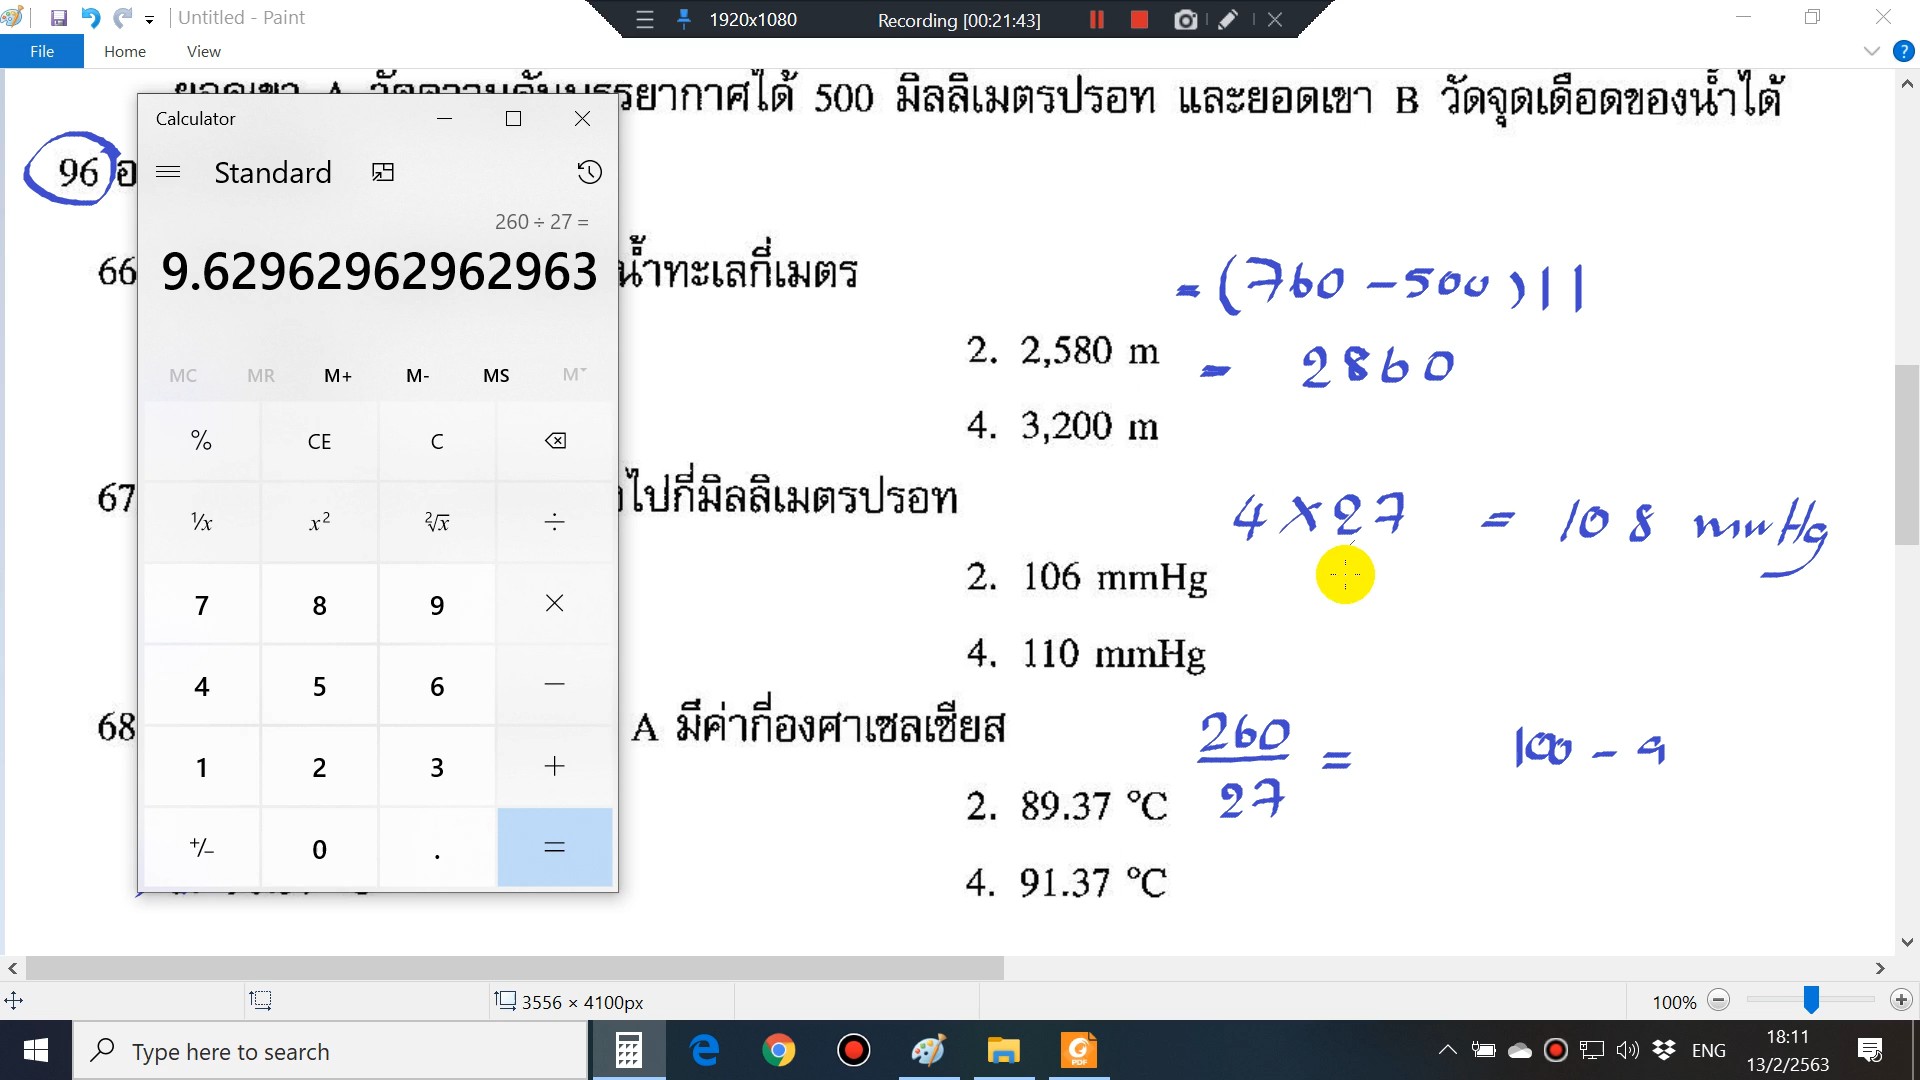 Untitled - Paint
1920x1080
Recording [00:21:43]
File
Home
View
ยอดเขา A วัดความดันบรรยากาศได้ 500 มิลลิเมตรปรอท และยอดเขา B วัดจุดเดือดของน้ำได้
96 อ
Calculator
Standard
260 ÷ 27 =
9.62962962962963
MC MR M+ M- MS M˅
% CE C
¹/x x² ²√x ÷
7 8 9 ×
4 5 6 −
1 2 3 +
+/− 0 . =
66
น้ำทะเลกี่เมตร
= (760 - 500) 11
2. 2,580 m
= 2860
4. 3,200 m
67
ไปกี่มิลลิเมตรปรอท
4 × 27 = 108 mmHg
2. 106 mmHg
4. 110 mmHg
68
A มีค่ากี่องศาเซลเซียส
260
27
=
100 - 9
2. 89.37 °C
4. 91.37 °C
3556 × 4100px
100%
Type here to search
ENG
18:11
13/2/2563